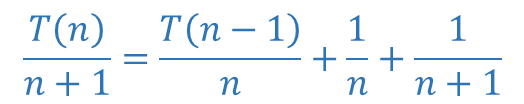 T(n)/(n + 1) = T(n − 1)/n + 1/n + 1/(n + 1)